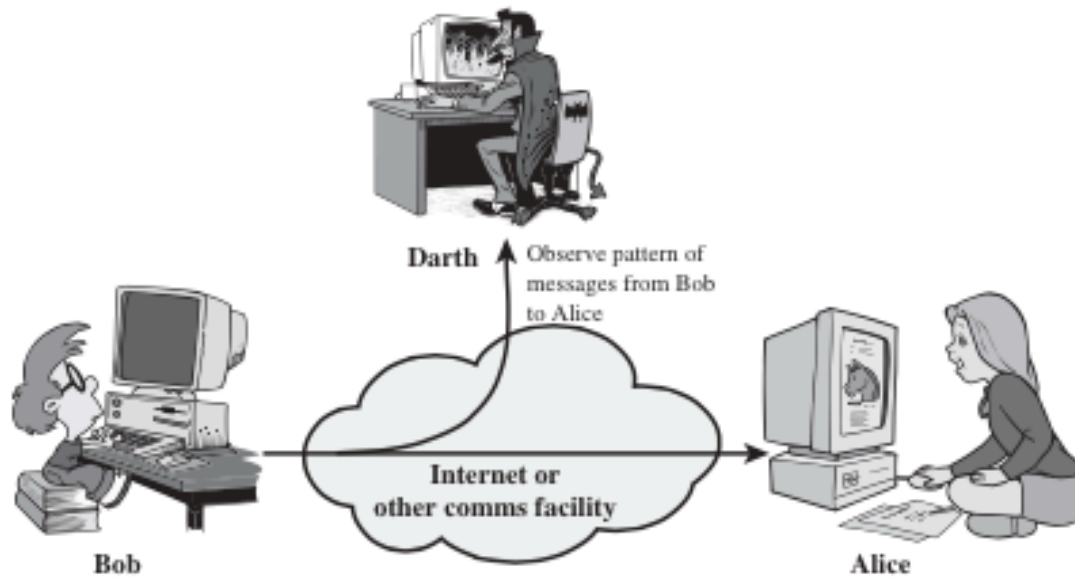 Darth
Observe pattern of
messages from Bob
to Alice
Internet or
other comms facility
Bob
Alice